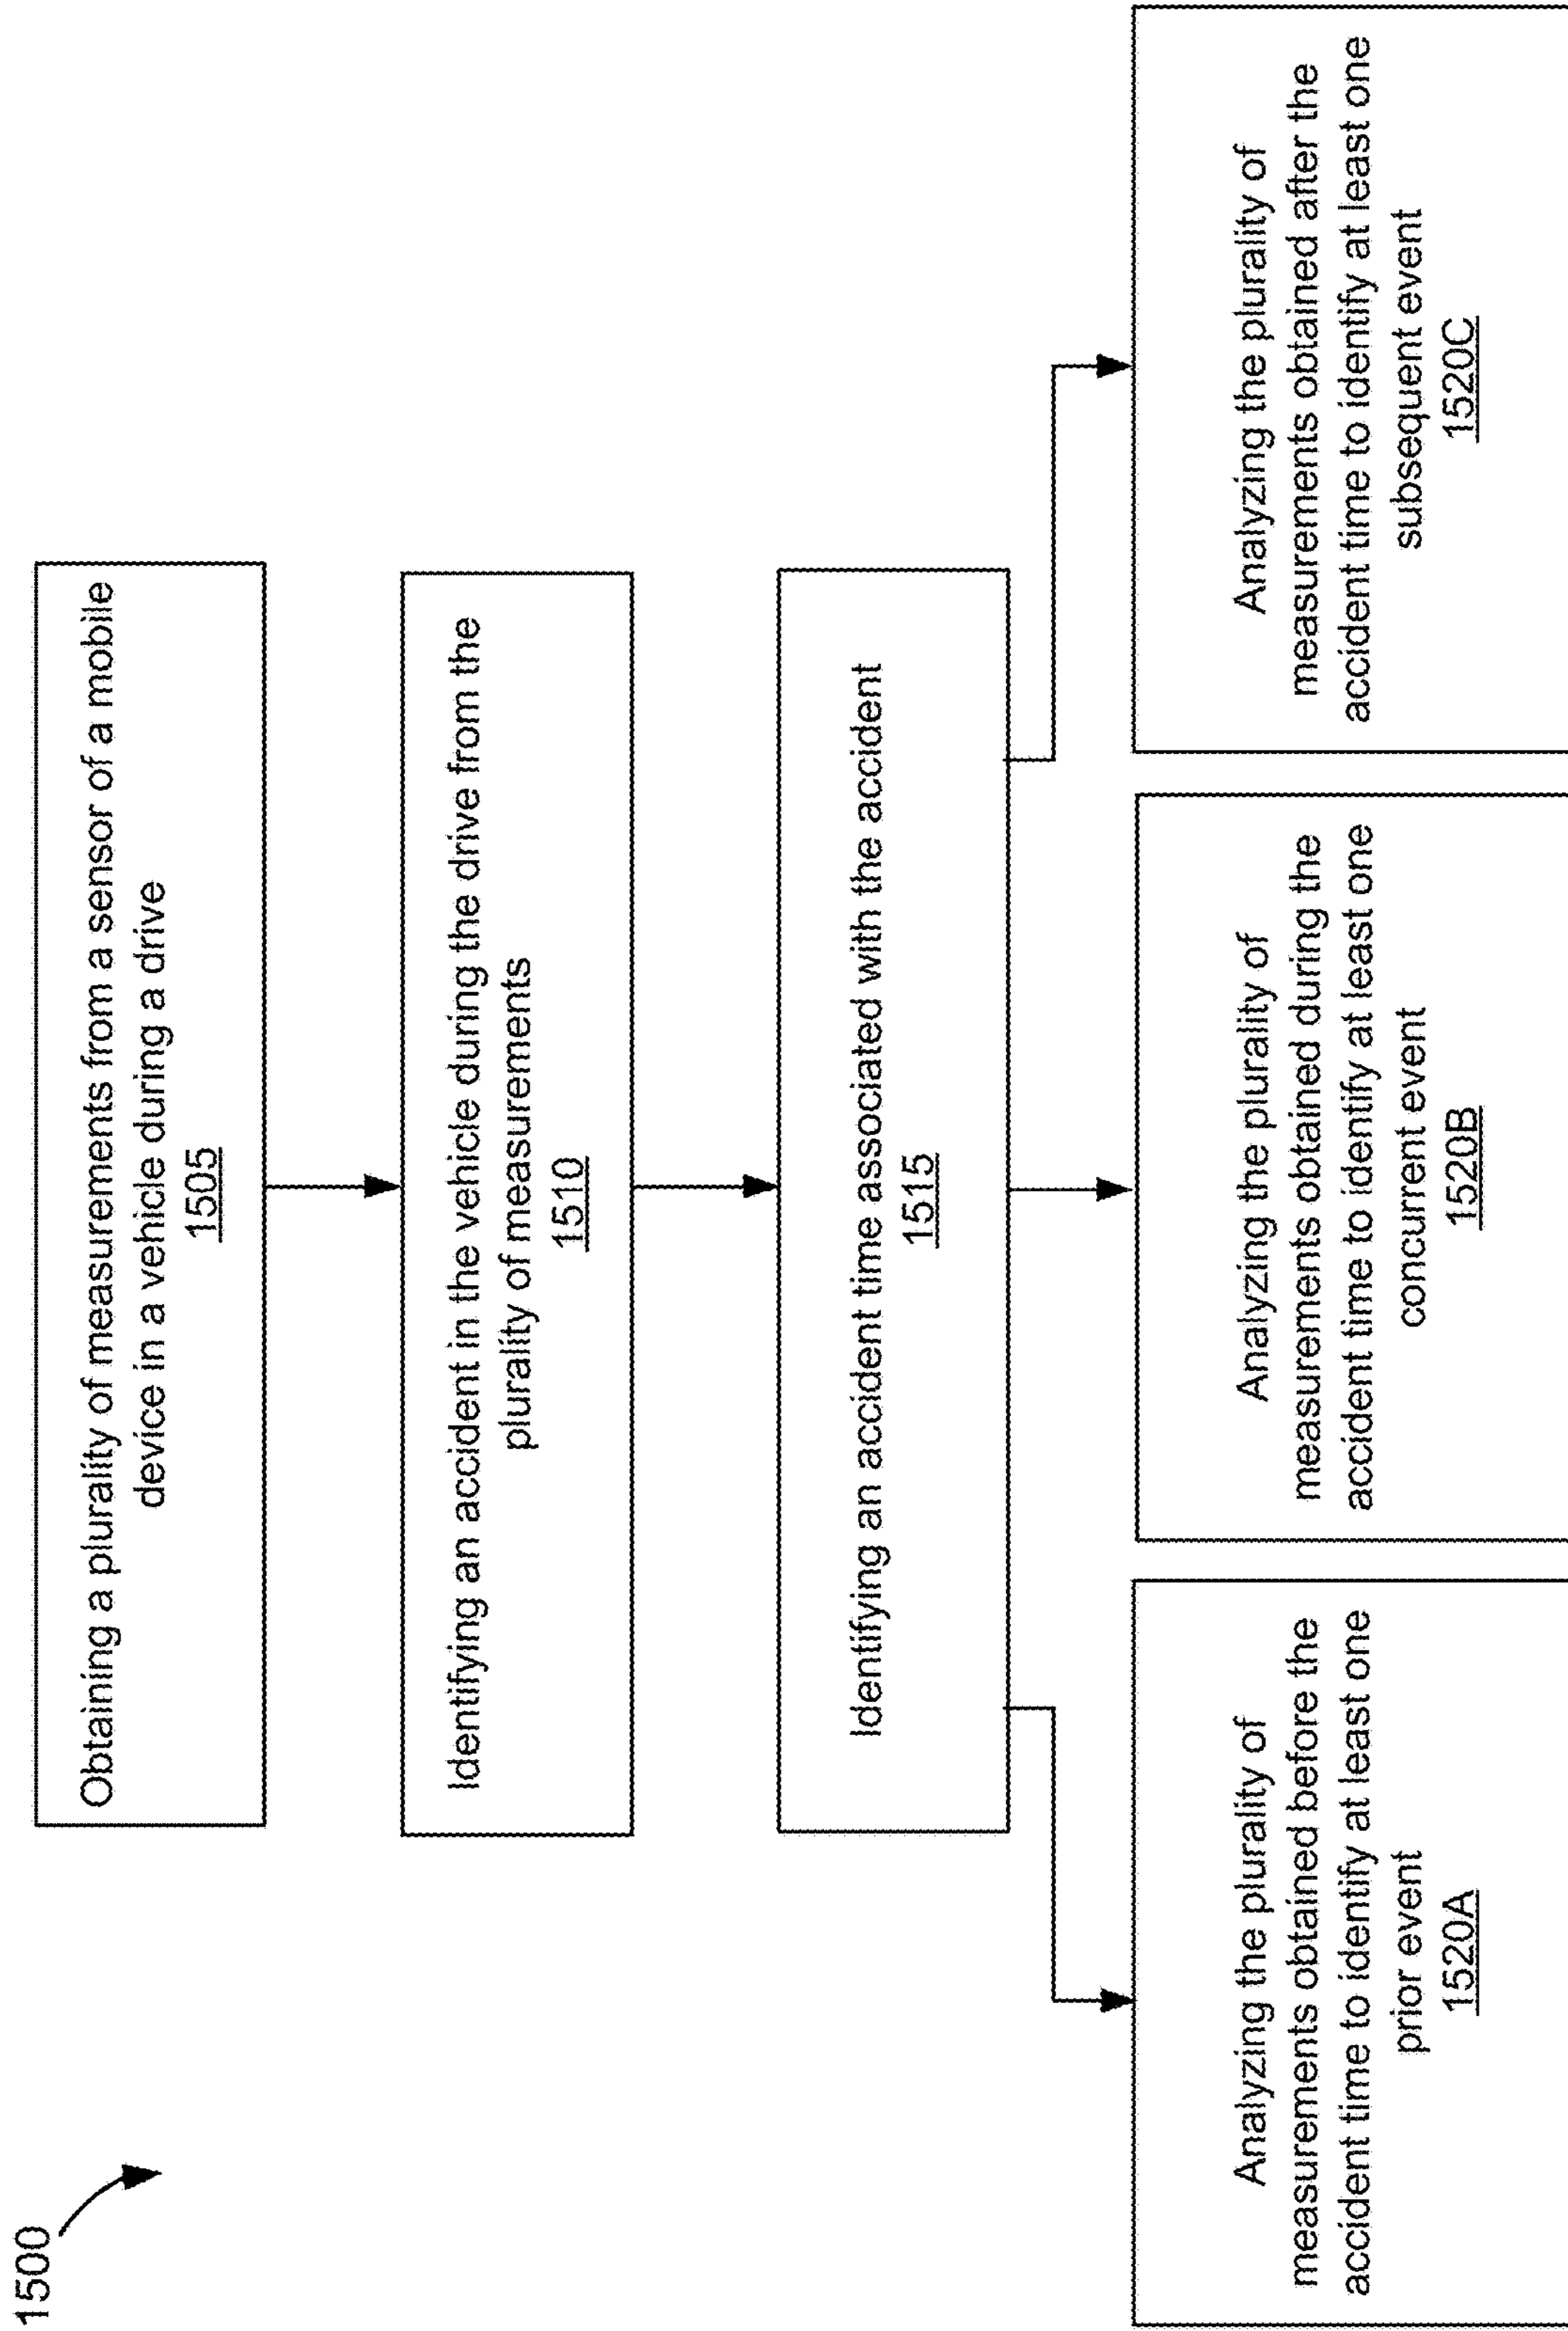 1500
Obtaining a plurality of measurements from a sensor of a mobile
device in a vehicle during a drive
1505
Identifying an accident in the vehicle during the drive from the
plurality of measurements
1510
Identifying an accident time associated with the accident
1515
Analyzing the plurality of
measurements obtained before the
accident time to identify at least one
prior event
1520A
Analyzing the plurality of
measurements obtained during the
accident time to identify at least one
concurrent event
1520B
Analyzing the plurality of
measurements obtained after the
accident time to identify at least one
subsequent event
1520C